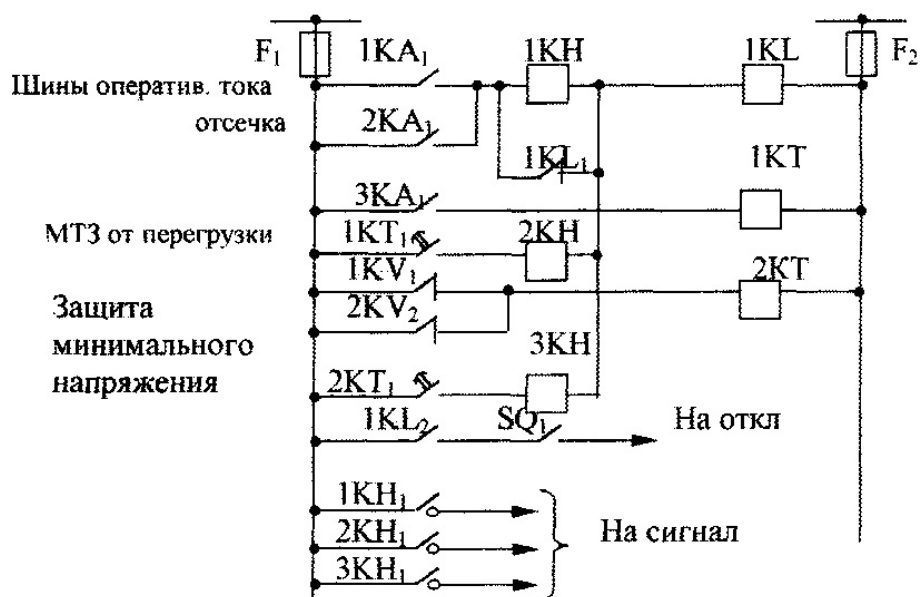 F₁ 1KA₁ 1KH 1KL F₂
Шины оператив. тока
отсечка
2KA₁
1KL₁
1KT
3KA₁
МТЗ от перегрузки
1KT₁ 2KH
1KV₁ 2KT
2KV₂
Защита
минимального
напряжения
3KH
2KT₁
1KL₂ SQ₁ На откл
1KH₁
2KH₁ На сигнал
3KH₁